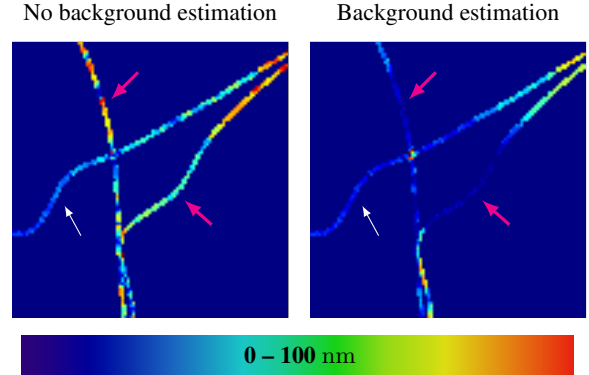 No background estimation
Background estimation
0 – 100 nm